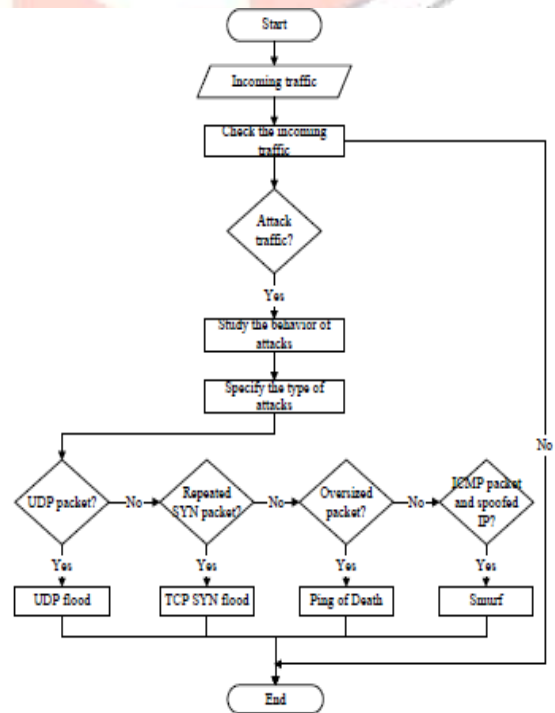 Start
Incoming traffic
Check the incoming
traffic
Attack
traffic?
Yes
Study the behavior of
attacks
Specify the type of
attacks
No
UDP packet?
No
Repeated
SYN packet?
No
Oversized
packet?
No
ICMP packet
and spoofed
IP?
Yes
Yes
Yes
Yes
UDP flood
TCP SYN flood
Ping of Death
Smurf
End